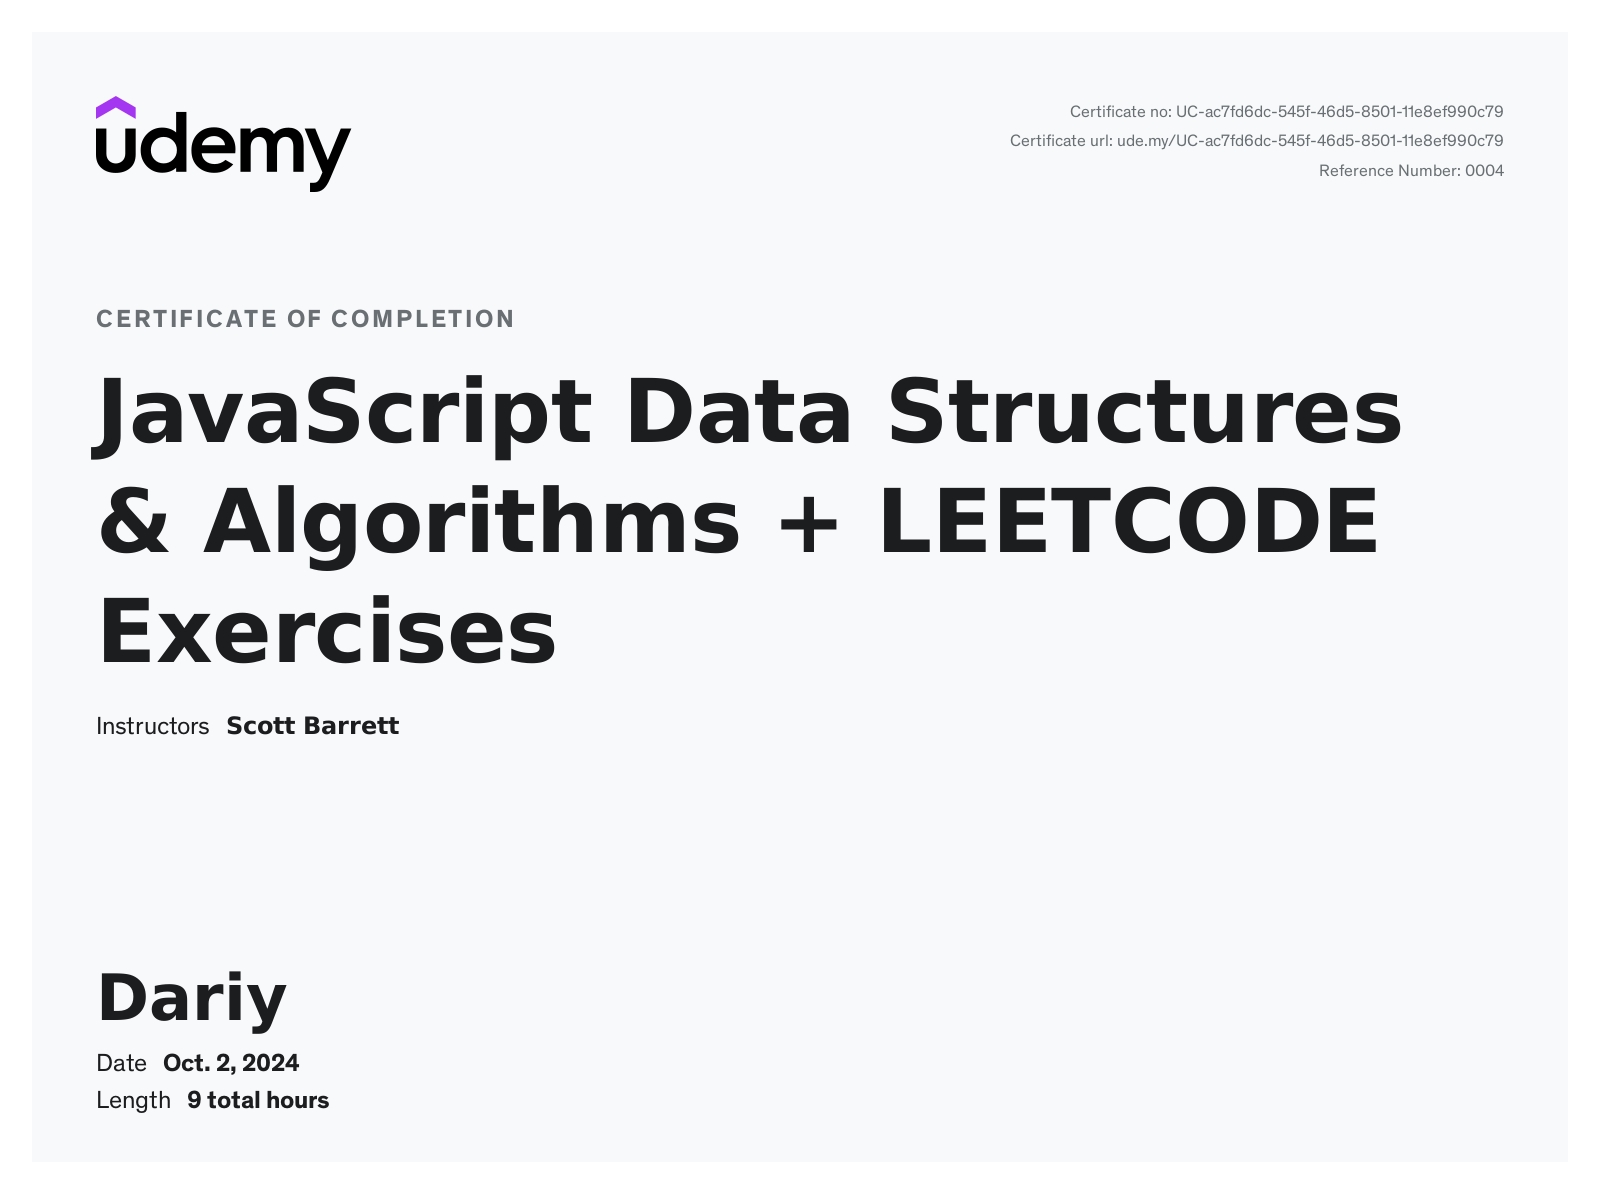 udemy
Certificate no: UC-ac7fd6dc-545f-46d5-8501-11e8ef990c79
Certificate url: ude.my/UC-ac7fd6dc-545f-46d5-8501-11e8ef990c79
Reference Number: 0004
CERTIFICATE OF COMPLETION
JavaScript Data Structures
& Algorithms + LEETCODE
Exercises
Instructors Scott Barrett
Dariy
Date Oct. 2, 2024
Length 9 total hours